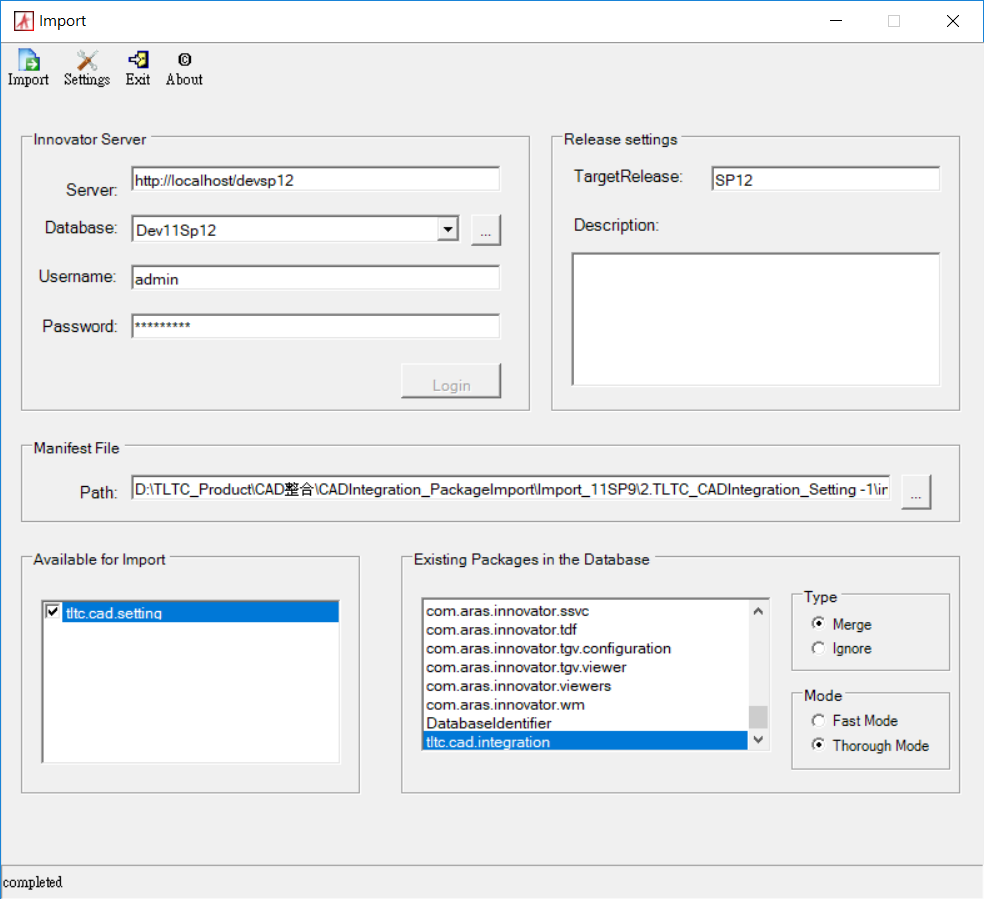 Import
Import Settings Exit About
Innovator Server
Server: http://localhost/devsp12
Database: Dev11Sp12 ...
Username: admin
Password: *********
Login
Release settings
TargetRelease: SP12
Description:
Manifest File
Path: D:\TLTC_Product\CAD整合\CADIntegration_PackageImport\Import_11SP9\2.TLTC_CADIntegration_Setting -1\ir ...
Available for Import
tltc.cad.setting
Existing Packages in the Database
com.aras.innovator.ssvc
com.aras.innovator.tdf
com.aras.innovator.tgv.configuration
com.aras.innovator.tgv.viewer
com.aras.innovator.viewers
com.aras.innovator.wm
DatabaseIdentifier
tltc.cad.integration
Type
Merge
Ignore
Mode
Fast Mode
Thorough Mode
completed